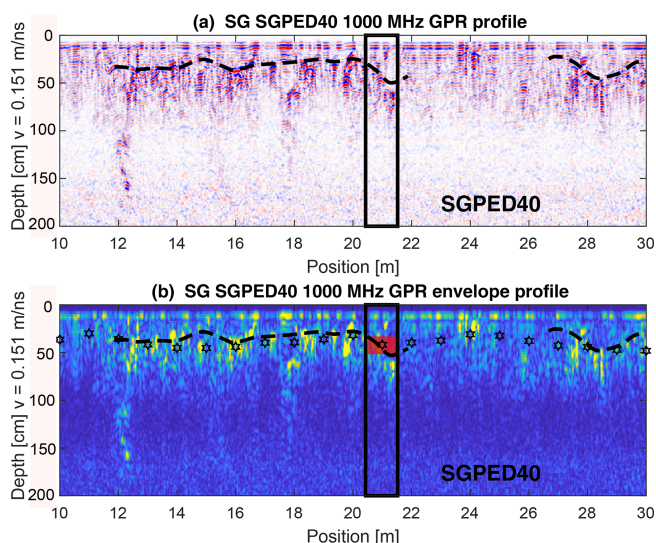 (a) SG SGPED40 1000 MHz GPR profile
Depth [cm] v = 0.151 m/ns
0
50
100
150
200
SGPED40
10 12 14 16 18 20 22 24 26 28 30
Position [m]
(b) SG SGPED40 1000 MHz GPR envelope profile
Depth [cm] v = 0.151 m/ns
0
50
100
150
200
SGPED40
10 12 14 16 18 20 22 24 26 28 30
Position [m]